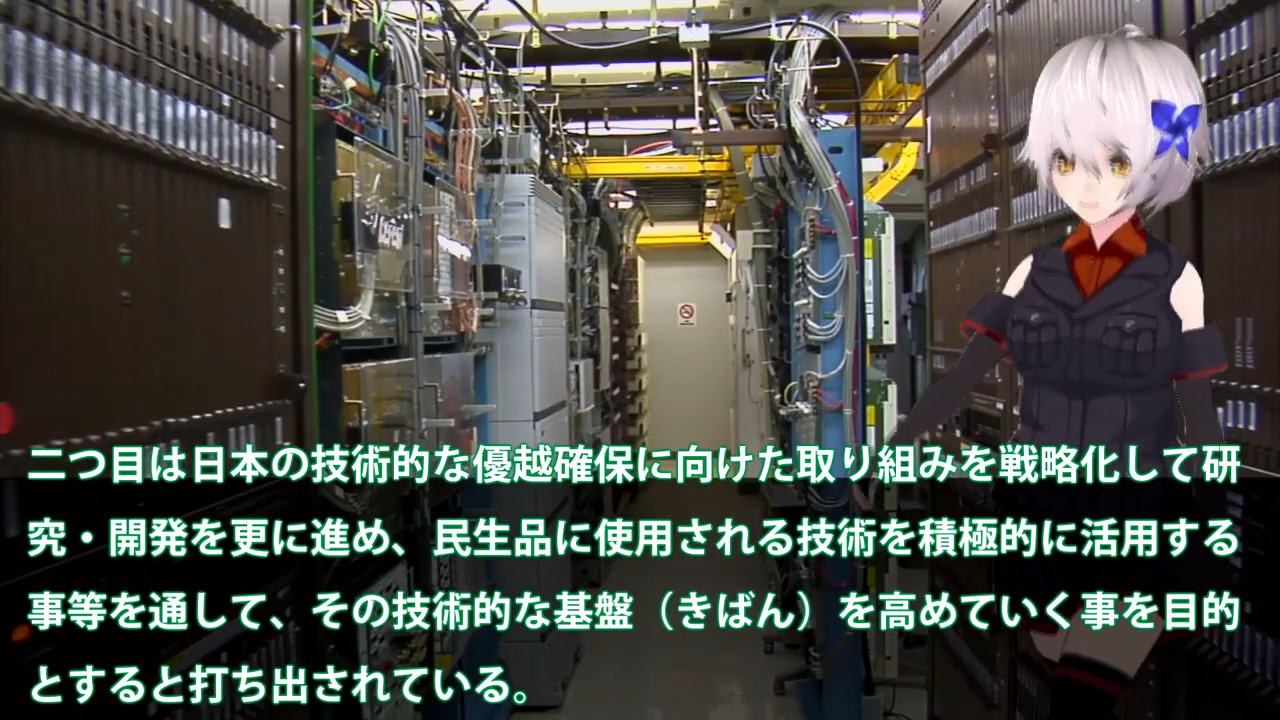 二つ目は日本の技術的な優越確保に向けた取り組みを戦略化して研
究・開発を更に進め、民生品に使用される技術を積極的に活用する
事等を通して、その技術的な基盤（きばん）を高めていく事を目的
とすると打ち出されている。